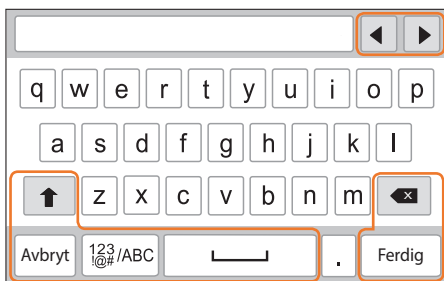 q w e r t y u i o p
a s d f g h j k l
z x c v b n m
Avbryt 123!@#/ABC . Ferdig